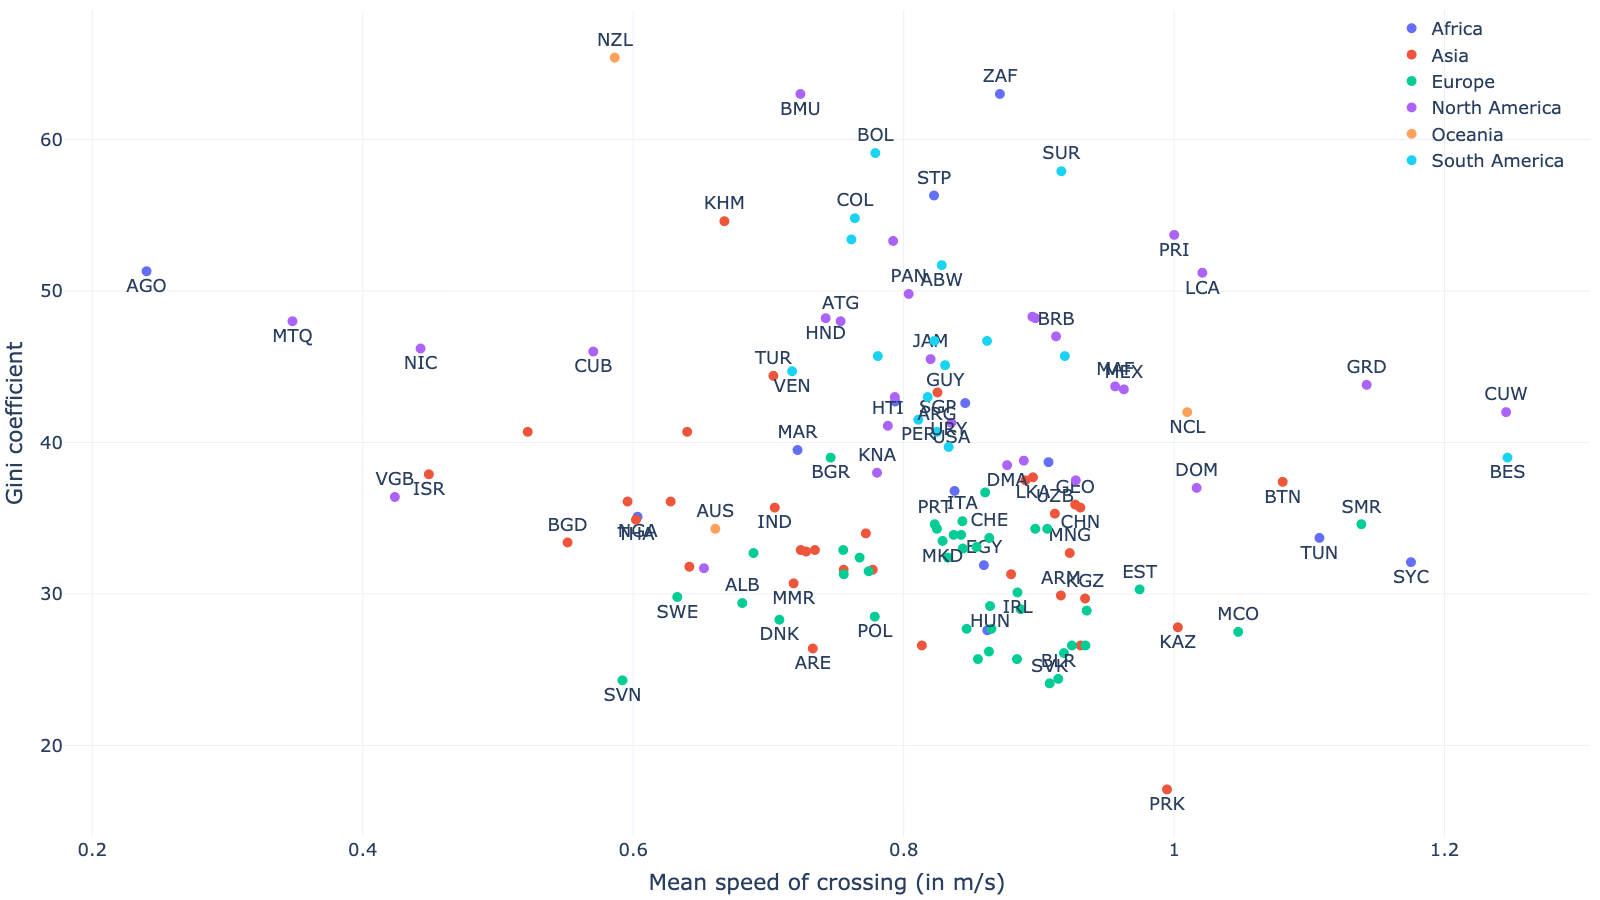 NZL
Africa
ZAF
Asia
Europe
BMU
North America
BOL
Oceania
60
SUR
South America
STP
KHM
COL
PRI
PAN
ABW
AGO
LCA
50
ATG
BRB
HND
MTQ
JAM
TUR
NIC
CUB
MAF
MEX
GRD
VEN
GUY
CUW
HTI
SGP
ARG
NCL
MAR
PER
URY
USA
40
KNA
BGR
DOM
BES
VGB
ISR
DMA
GEO
LKA
UZB
BTN
Gini coefficient
PRT
ITA
SMR
AUS
CHE
IND
CHN
BGD
NGA
THA
MNG
EGY
MKD
TUN
EST
SYC
ARM
KGZ
ALB
30
MMR
IRL
SWE
MCO
HUN
DNK
POL
KAZ
ARE
BLR
SVK
SVN
20
PRK
0.2
0.4
0.6
0.8
1
1.2
Mean speed of crossing (in m/s)